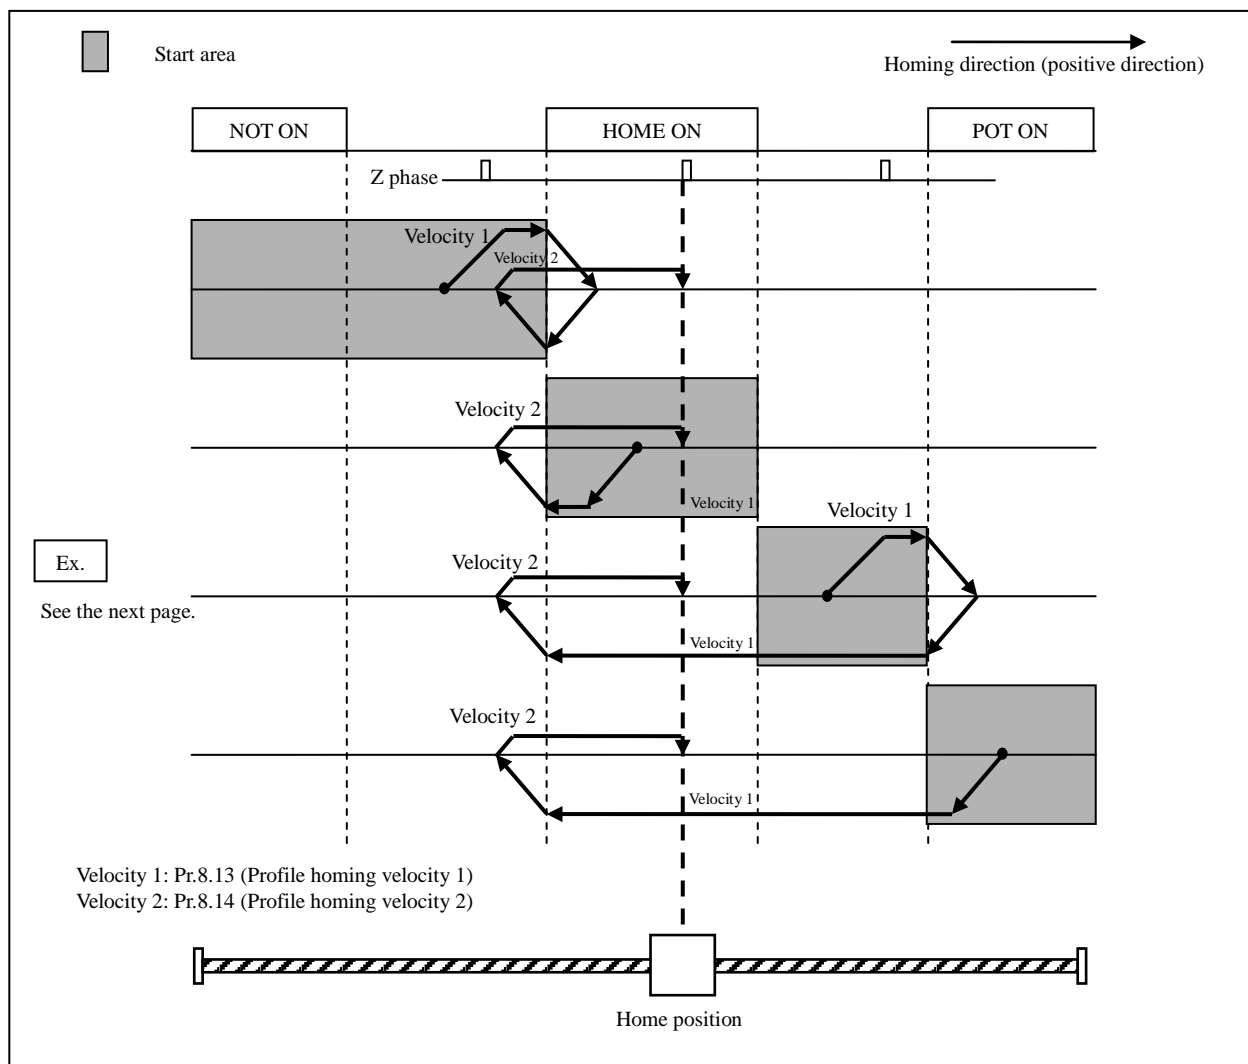 Start area
Homing direction (positive direction)
NOT ON
HOME ON
POT ON
Z phase
Velocity 1
Velocity 2
Velocity 2
Velocity 1
Velocity 1
Ex.
Velocity 2
See the next page.
Velocity 1
Velocity 2
Velocity 1
Velocity 1: Pr.8.13 (Profile homing velocity 1)
Velocity 2: Pr.8.14 (Profile homing velocity 2)
Home position